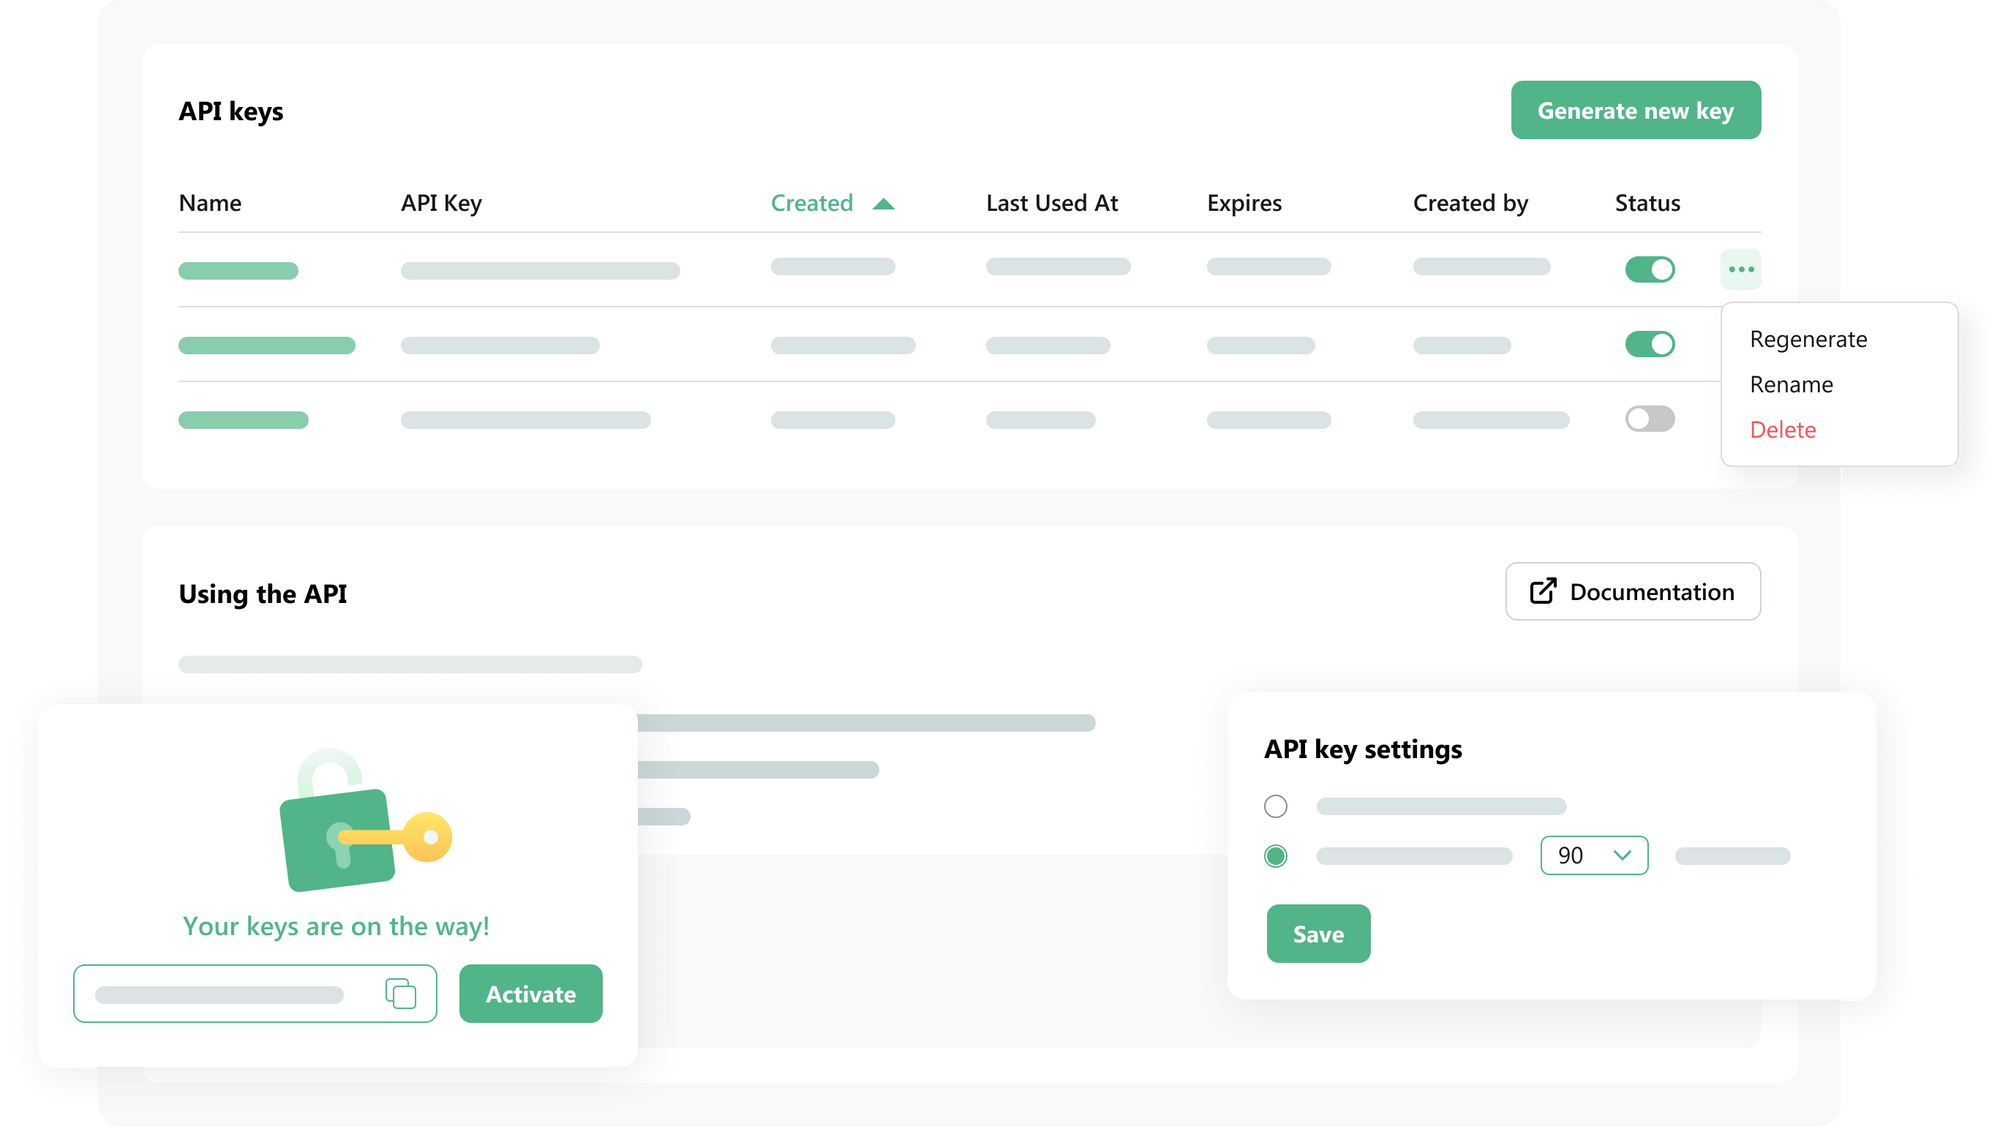 API keys
Generate new key
Name API Key Created Last Used At Expires Created by Status
Regenerate
Rename
Delete
Using the API
Documentation
API key settings
90
Save
Your keys are on the way!
Activate